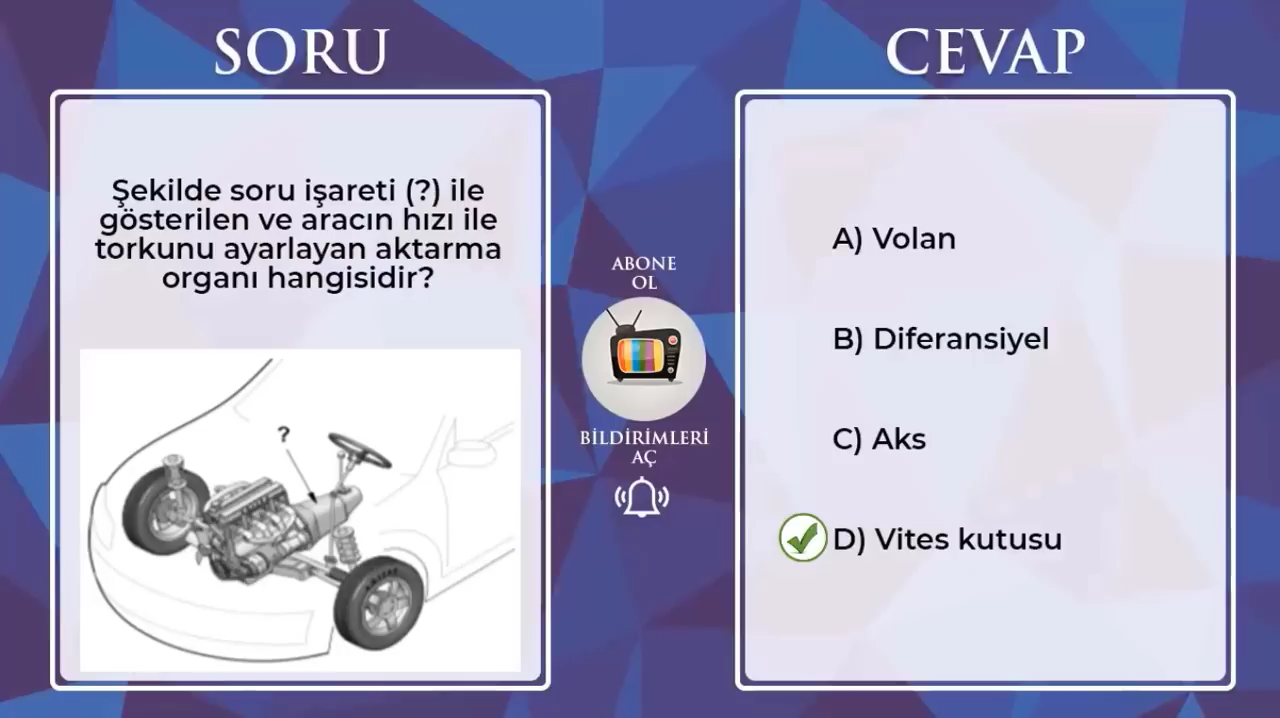 SORU
Şekilde soru işareti (?) ile
gösterilen ve aracın hızı ile
torkunu ayarlayan aktarma
organı hangisidir?
?
ABONE
OL
BİLDİRİMLERİ
AÇ
CEVAP
A) Volan
B) Diferansiyel
C) Aks
D) Vites kutusu